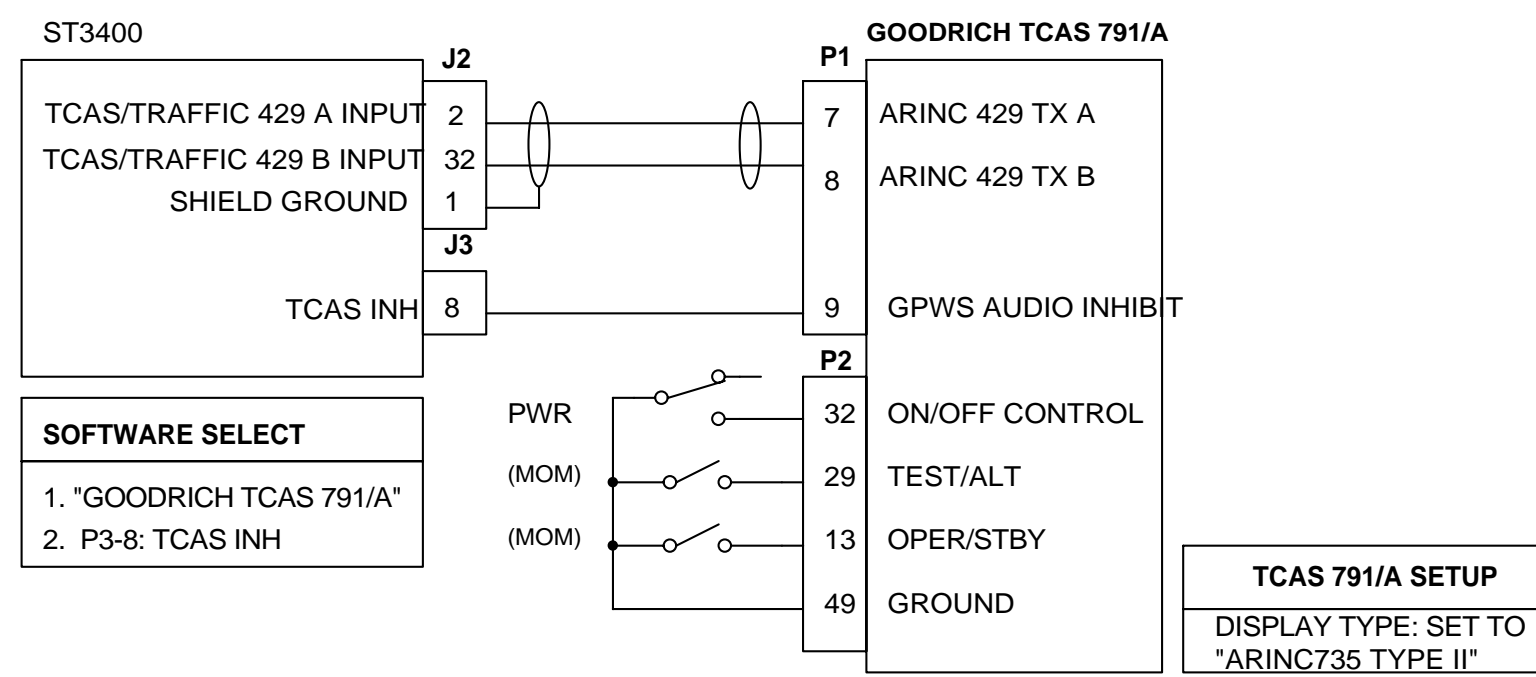 ST3400
GOODRICH TCAS 791/A
J2
P1
TCAS/TRAFFIC 429 A INPUT
2
7
ARINC 429 TX A
TCAS/TRAFFIC 429 B INPUT
32
8
ARINC 429 TX B
SHIELD GROUND
1
J3
TCAS INH
8
9
GPWS AUDIO INHIBIT
P2
PWR
32
ON/OFF CONTROL
(MOM)
29
TEST/ALT
(MOM)
13
OPER/STBY
49
GROUND
SOFTWARE SELECT
1. "GOODRICH TCAS 791/A"
2. P3-8: TCAS INH
TCAS 791/A SETUP
DISPLAY TYPE: SET TO
"ARINC735 TYPE II"